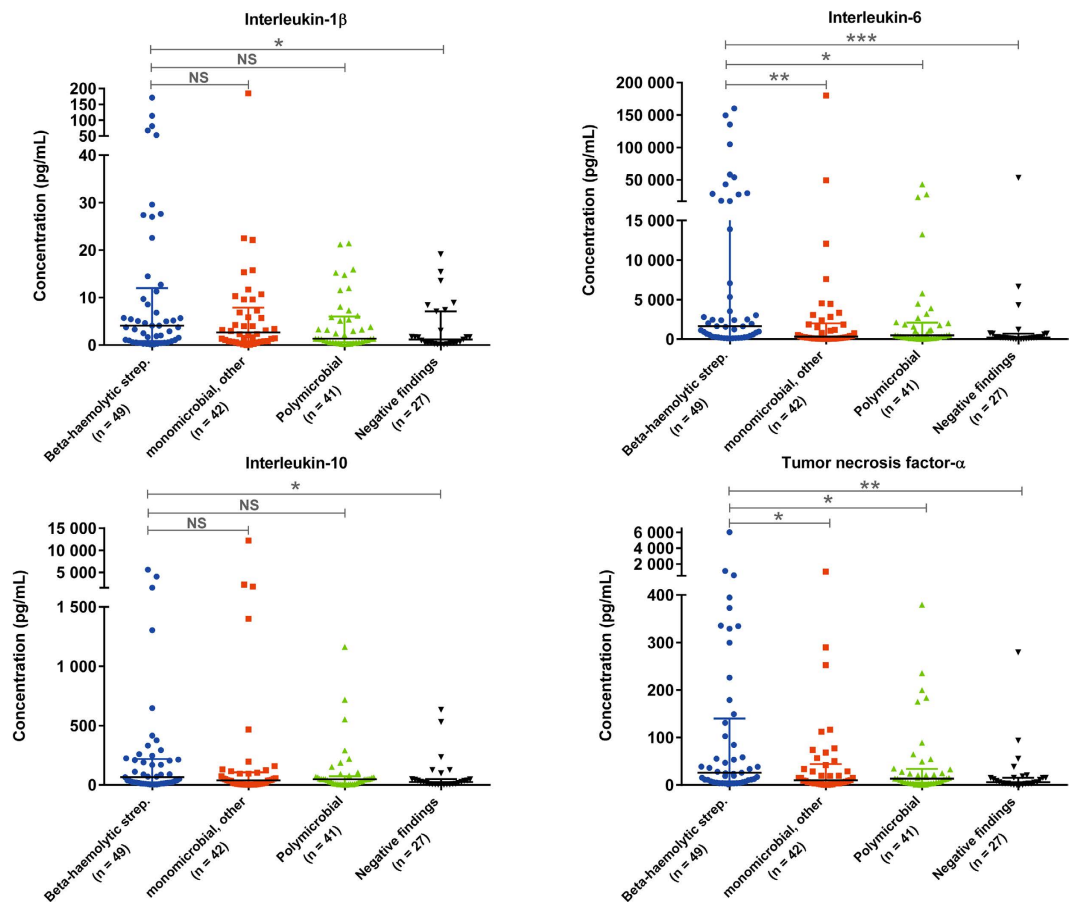 Interleukin-1β
*
NS
NS
Concentration (pg/mL)
200
150
100
50
40
30
20
10
0
Beta-haemolytic strep.
(n = 49)
monomicrobial, other
(n = 42)
Polymicrobial
(n = 41)
Negative findings
(n = 27)
Interleukin-6
***
*
**
Concentration (pg/mL)
200 000
150 000
100 000
50 000
15 000
10 000
5 000
0
Beta-haemolytic strep.
(n = 49)
monomicrobial, other
(n = 42)
Polymicrobial
(n = 41)
Negative findings
(n = 27)
Interleukin-10
*
NS
NS
Concentration (pg/mL)
15 000
10 000
5 000
1 500
1 000
500
0
Beta-haemolytic strep.
(n = 49)
monomicrobial, other
(n = 42)
Polymicrobial
(n = 41)
Negative findings
(n = 27)
Tumor necrosis factor-α
**
*
*
Concentration (pg/mL)
6 000
4 000
2 000
400
300
200
100
0
Beta-haemolytic strep.
(n = 49)
monomicrobial, other
(n = 42)
Polymicrobial
(n = 41)
Negative findings
(n = 27)